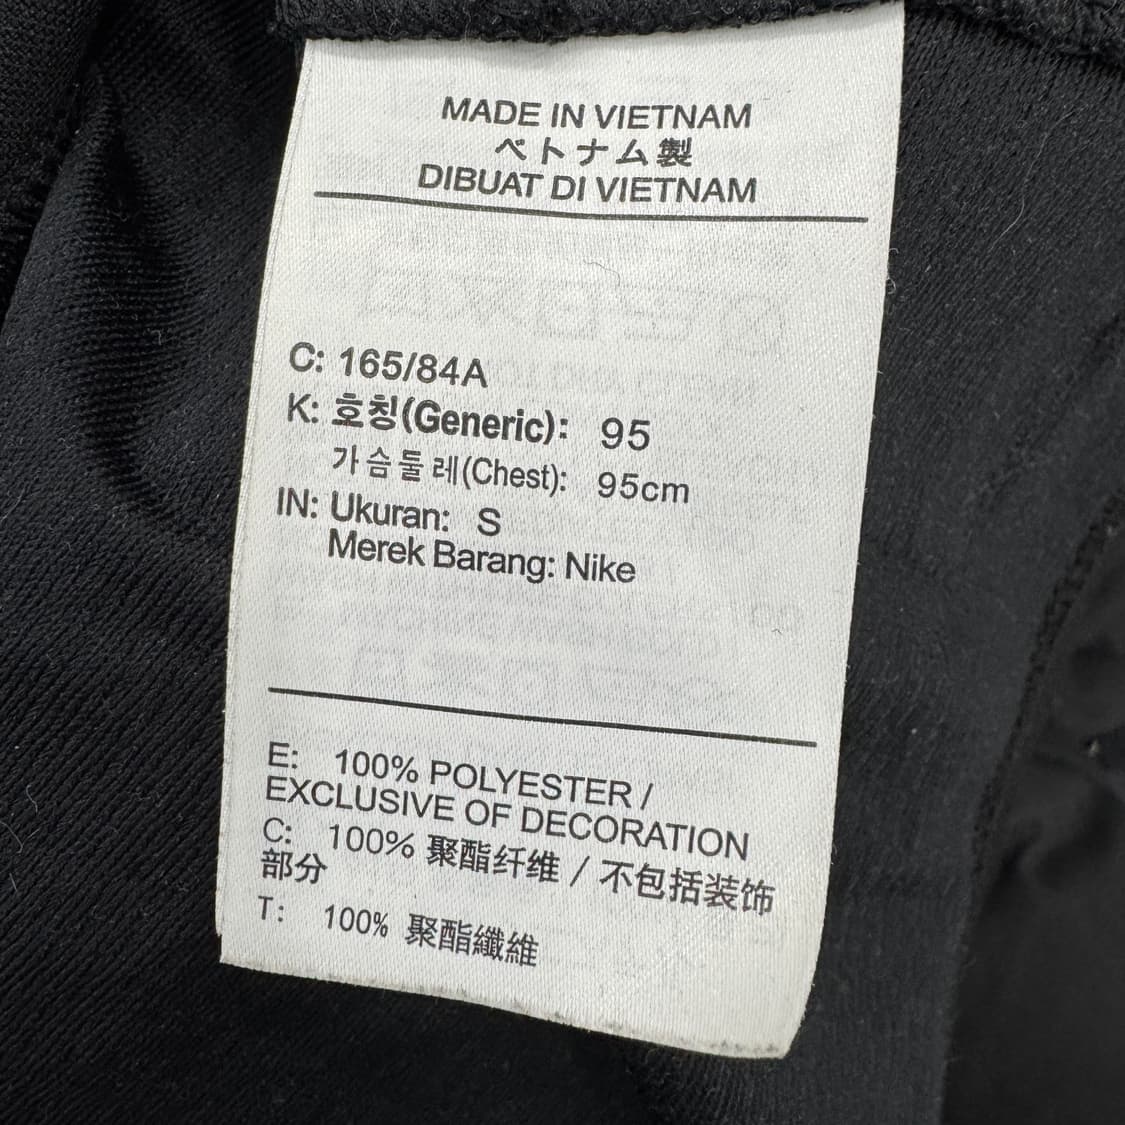 MADE IN VIETNAM
ベトナム製
DIBUAT DI VIETNAM
C: 165/84A
K: 호칭(Generic): 95
가슴둘레(Chest): 95cm
IN: Ukuran: S
Merek Barang: Nike
E: 100% POLYESTER /
EXCLUSIVE OF DECORATION
C: 100% 聚酯纤维 / 不包括装饰
部分
T: 100% 聚酯纖維